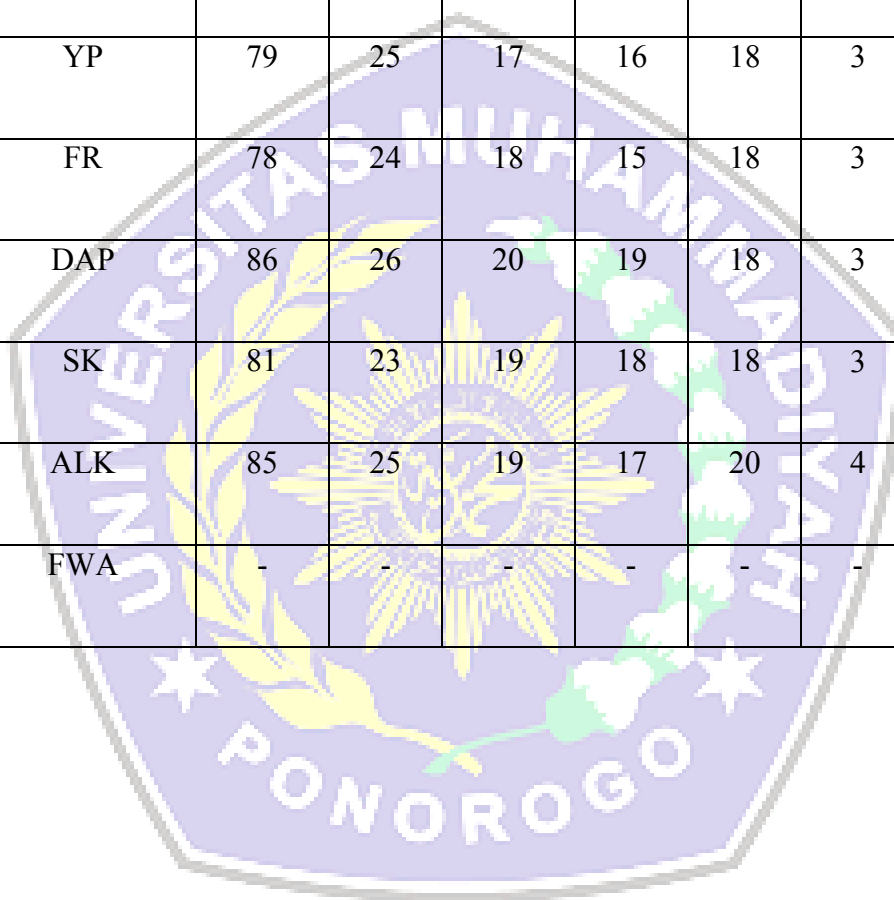 YP 79 25 17 16 18 3
FR 78 24 18 15 18 3
DAP 86 26 20 19 18 3
SK 81 23 19 18 18 3
ALK 85 25 19 17 20 4
FWA - - - - - -
UNIVERSITAS MUHAMMADIYAH
PONOROGO